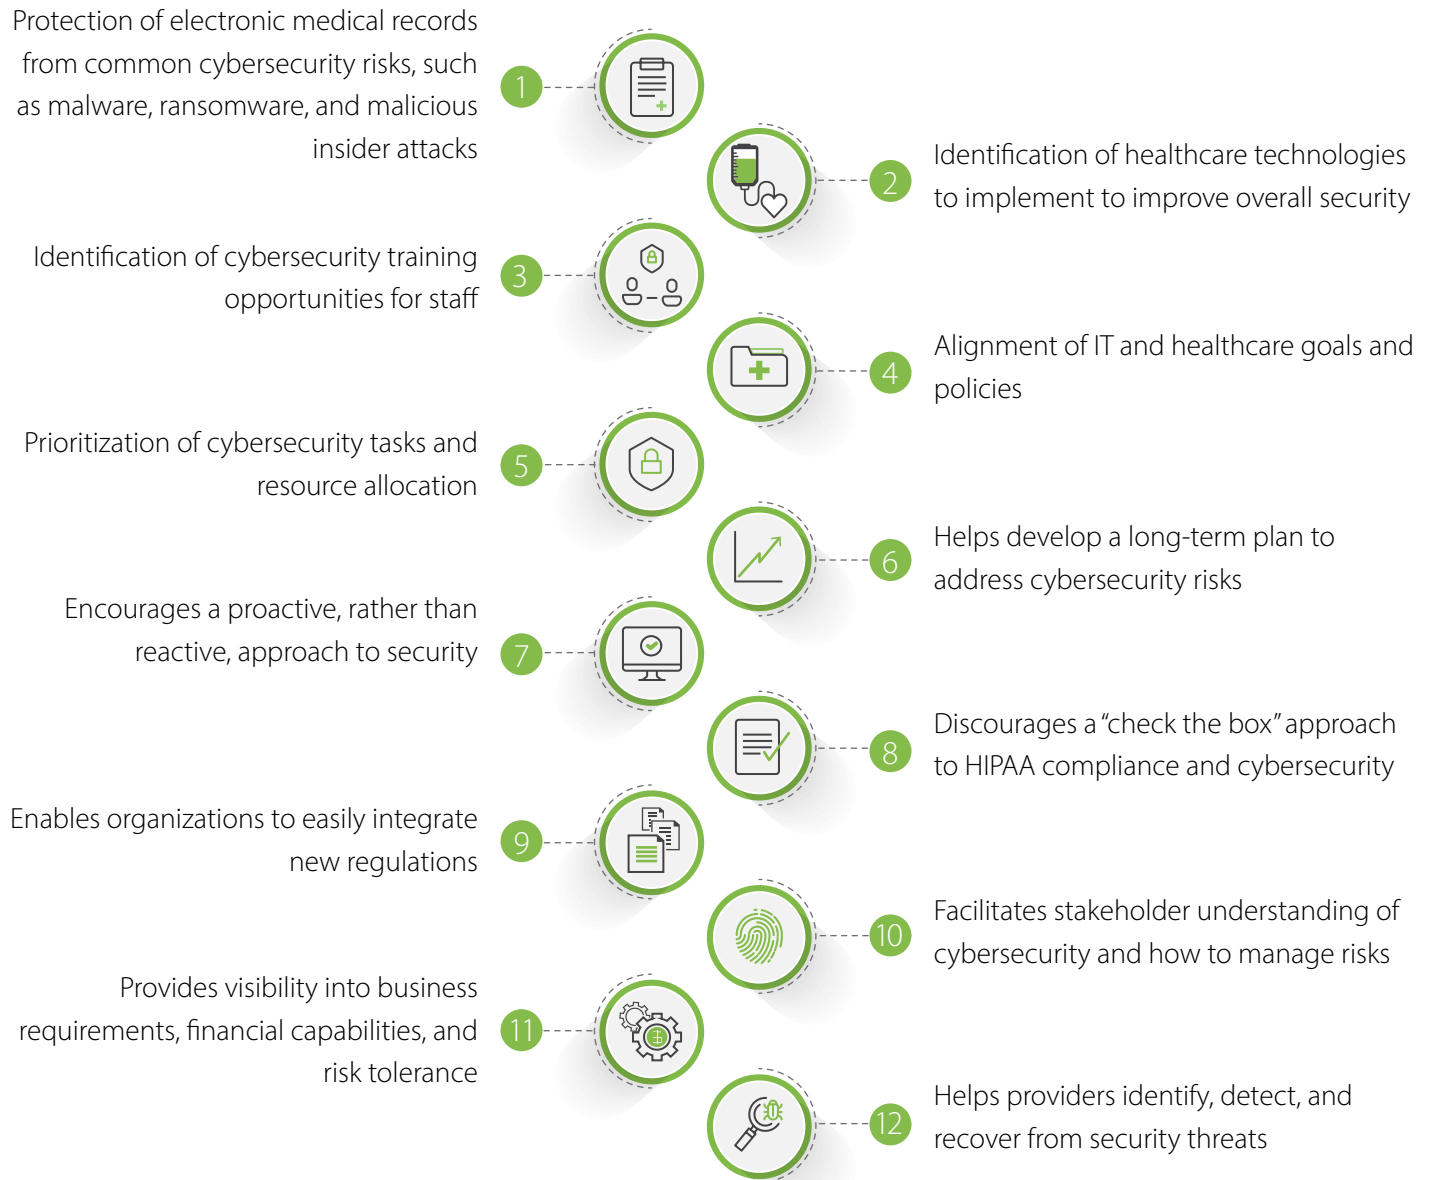 Protection of electronic medical records
from common cybersecurity risks, such
as malware, ransomware, and malicious
insider attacks
1
2
Identification of healthcare technologies
to implement to improve overall security
Identification of cybersecurity training
opportunities for staff
3
4
Alignment of IT and healthcare goals and
policies
Prioritization of cybersecurity tasks and
resource allocation
5
6
Helps develop a long-term plan to
address cybersecurity risks
Encourages a proactive, rather than
reactive, approach to security
7
8
Discourages a “check the box” approach
to HIPAA compliance and cybersecurity
Enables organizations to easily integrate
new regulations
9
10
Facilitates stakeholder understanding of
cybersecurity and how to manage risks
Provides visibility into business
requirements, financial capabilities, and
risk tolerance
11
12
Helps providers identify, detect, and
recover from security threats